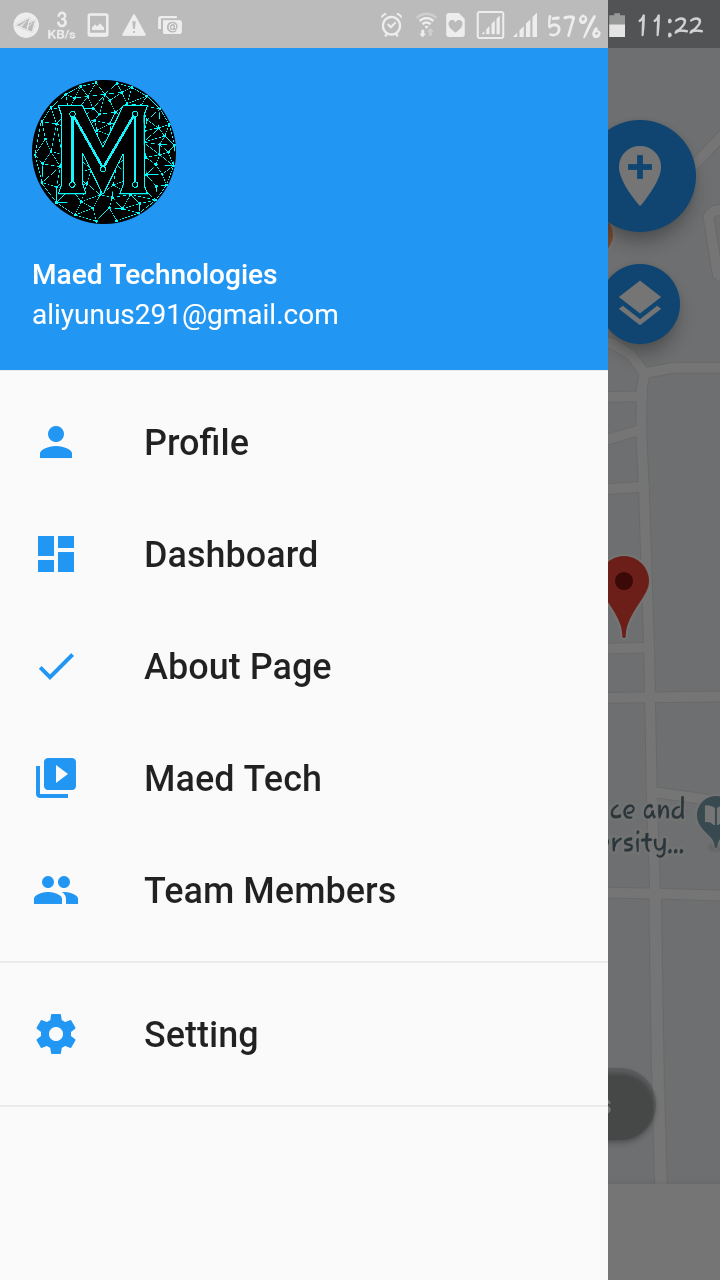 3
KB/s
57%
11:22
M
Maed Technologies
aliyunus291@gmail.com
Profile
Dashboard
About Page
Maed Tech
Team Members
Setting
ce and
rsity...